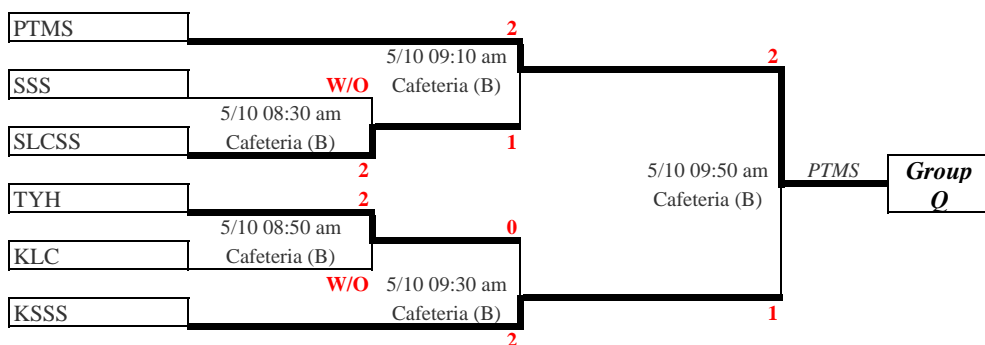 PTMS
2
5/10 09:10 am
2
SSS
W/O
Cafeteria (B)
5/10 08:30 am
SLCSS
Cafeteria (B)
1
2
5/10 09:50 am
PTMS
Group
TYH
2
Cafeteria (B)
Q
5/10 08:50 am
0
KLC
Cafeteria (B)
W/O
5/10 09:30 am
KSSS
Cafeteria (B)
1
2